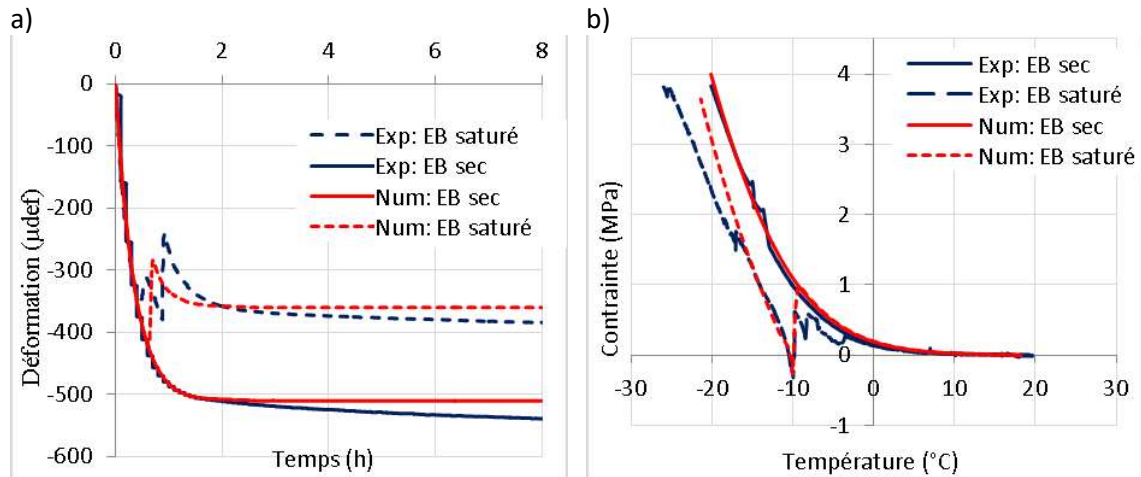 a)
0 2 4 6 8
0
-100
-200
-300
-400
-500
-600
Déformation (µdef)
Temps (h)
Exp: EB saturé
Exp: EB sec
Num: EB sec
Num: EB saturé
b)
4
3
2
1
0
-1
-30 -20 -10 0 10 20 30
Contrainte (MPa)
Température (°C)
Exp: EB sec
Exp: EB saturé
Num: EB sec
Num: EB saturé